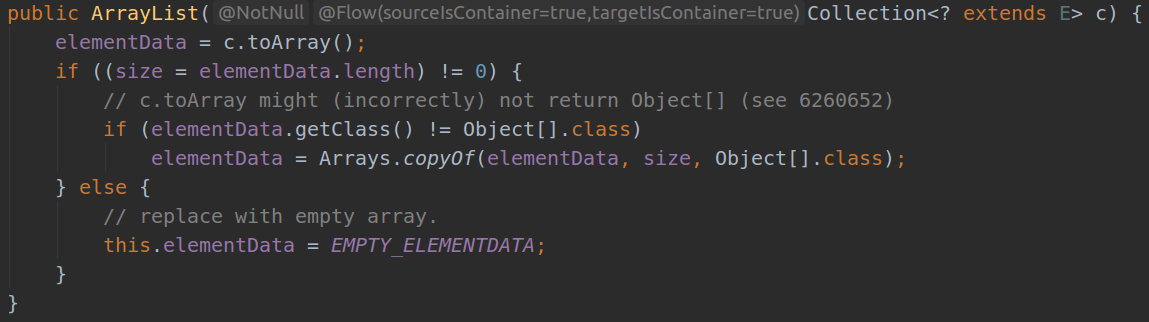 public ArrayList( @NotNull @Flow(sourceIsContainer=true,targetIsContainer=true) Collection<? extends E> c) {
    elementData = c.toArray();
    if ((size = elementData.length) != 0) {
        // c.toArray might (incorrectly) not return Object[] (see 6260652)
        if (elementData.getClass() != Object[].class)
            elementData = Arrays.copyOf(elementData, size, Object[].class);
    } else {
        // replace with empty array.
        this.elementData = EMPTY_ELEMENTDATA;
    }
}